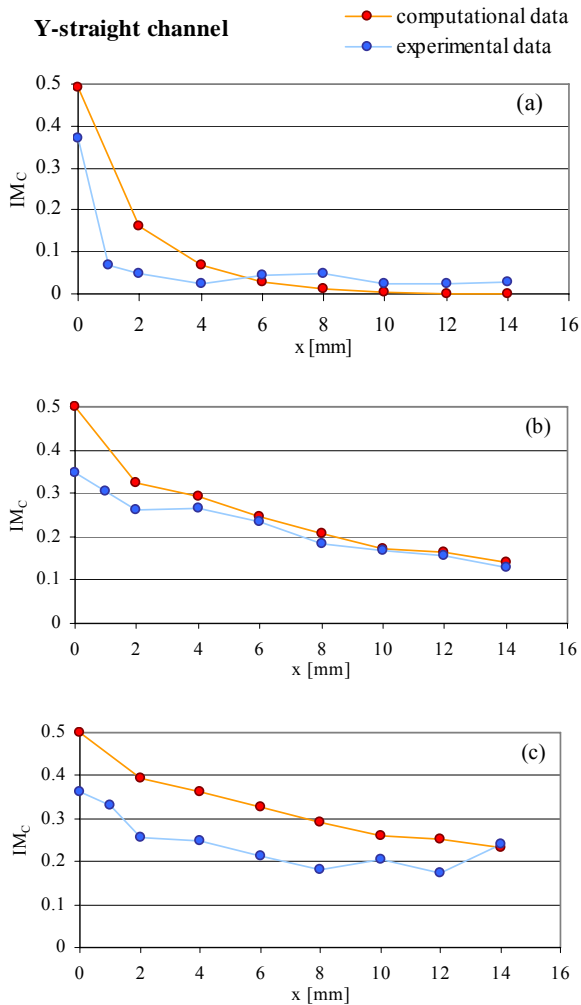 Y-straight channel
computational data
experimental data
(a)
0.5
0.4
0.3
0.2
0.1
0
IM_C
0 2 4 6 8 10 12 14 16
x [mm]
(b)
0.5
0.4
0.3
0.2
0.1
0
IM_C
0 2 4 6 8 10 12 14 16
x [mm]
(c)
0.5
0.4
0.3
0.2
0.1
0
IM_C
0 2 4 6 8 10 12 14 16
x [mm]